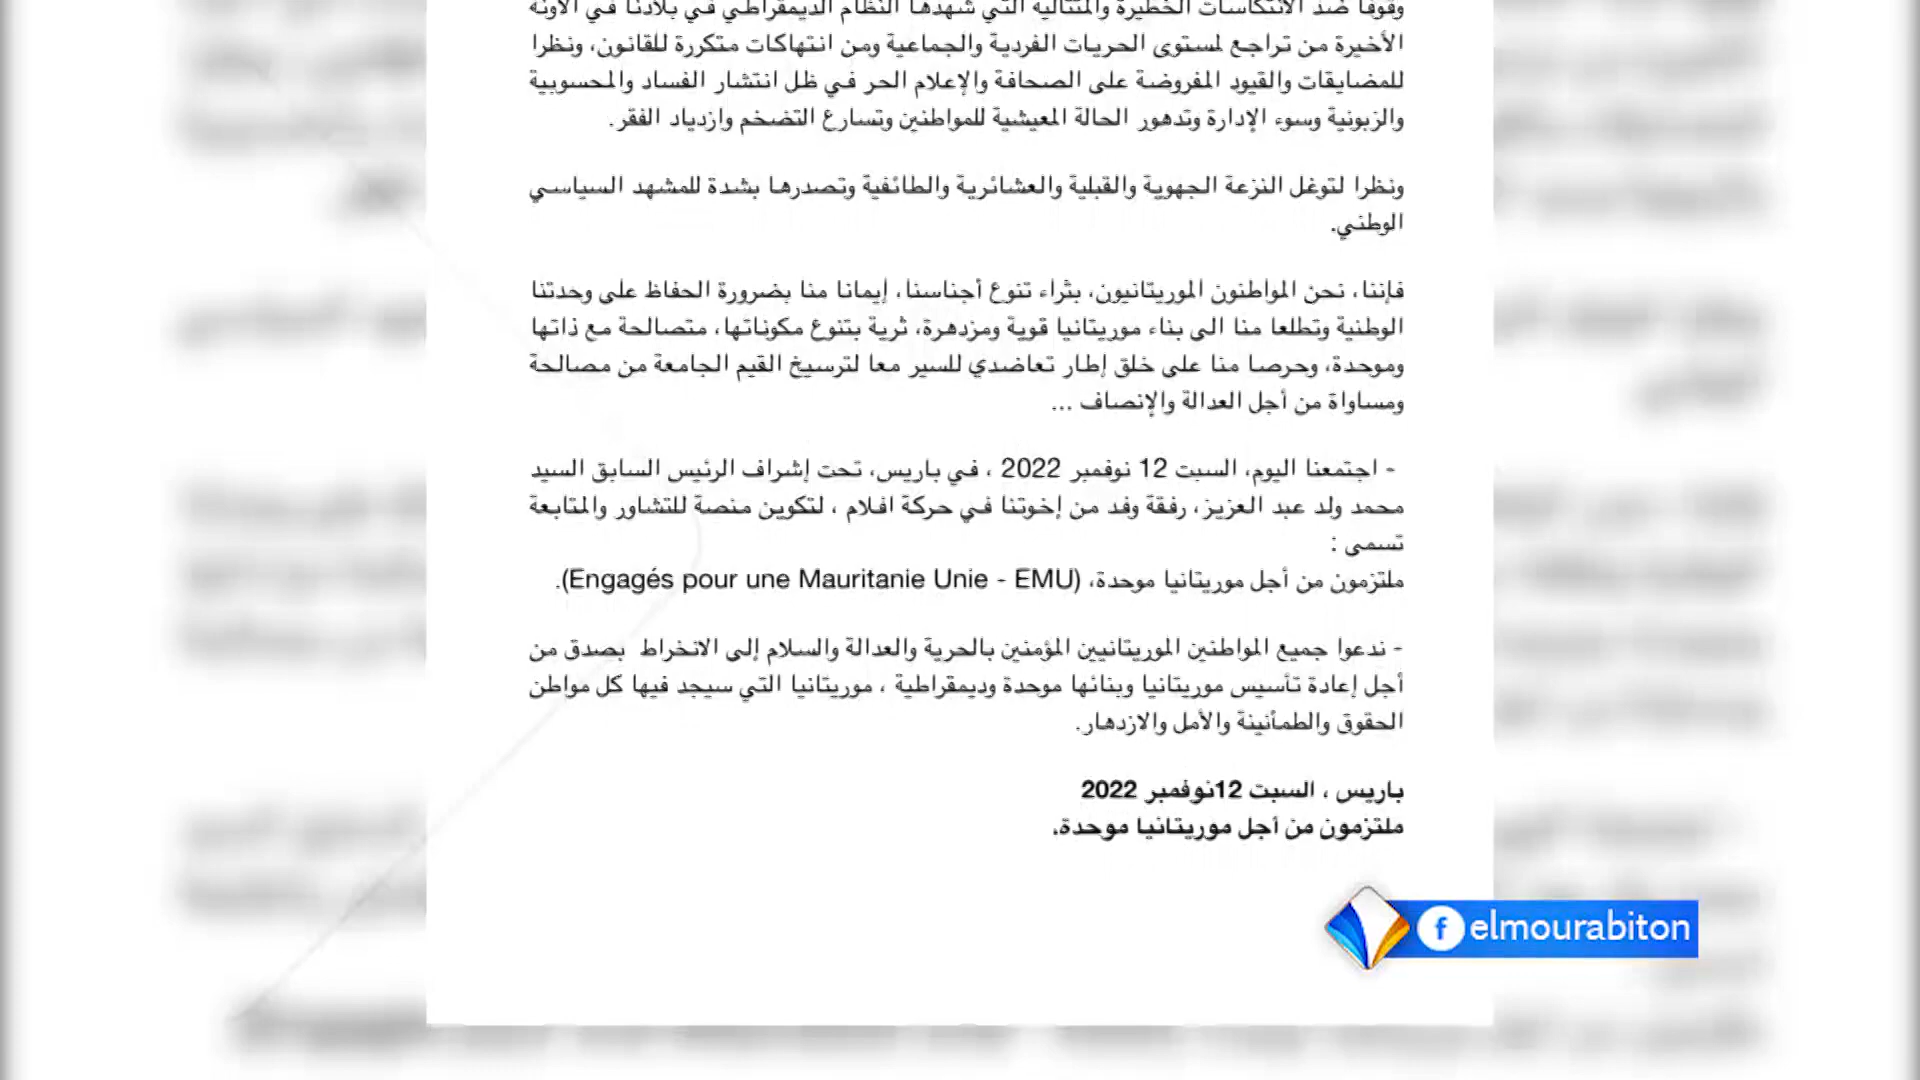 وقوفا ضد الانتكاسات الخطيرة والمتتالية التي شهدها النظام الديمقراطي في بلادنا في الآونة
الأخيرة من تراجع لمستوى الحريات الفردية والجماعية ومن انتهاكات متكررة للقانون، ونظرا
للمضايقات والقيود المفروضة على الصحافة والإعلام الحر في ظل انتشار الفساد والمحسوبية
والزبونية وسوء الإدارة وتدهور الحالة المعيشية للمواطنين وتسارع التضخم وازدياد الفقر.
ونظرا لتوغل النزعة الجهوية والقبلية والعشائرية والطائفية وتصدرها بشدة للمشهد السياسي
الوطني.
فإننا، نحن المواطنون الموريتانيون، بثراء تنوع أجناسنا، إيمانا منا بضرورة الحفاظ على وحدتنا
الوطنية وتطلعا منا الى بناء موريتانيا قوية ومزدهرة، ثرية بتنوع مكوناتها، متصالحة مع ذاتها
وموحدة، وحرصا منا على خلق إطار تعاضدي للسير معا لترسيخ القيم الجامعة من مصالحة
ومساواة من أجل العدالة والإنصاف ...
- اجتمعنا اليوم، السبت 12 نوفمبر 2022 ، في باريس، تحت إشراف الرئيس السابق السيد
محمد ولد عبد العزيز، رفقة وفد من إخوتنا في حركة افلام ، لتكوين منصة للتشاور والمتابعة
تسمى :
ملتزمون من أجل موريتانيا موحدة، (Engagés pour une Mauritanie Unie - EMU).
- ندعوا جميع المواطنين الموريتانيين المؤمنين بالحرية والعدالة والسلام إلى الانخراط بصدق من
أجل إعادة تأسيس موريتانيا وبنائها موحدة وديمقراطية ، موريتانيا التي سيجد فيها كل مواطن
الحقوق والطمأنينة والأمل والازدهار.
باريس ، السبت 12نوفمبر 2022
ملتزمون من أجل موريتانيا موحدة،
elmourabiton